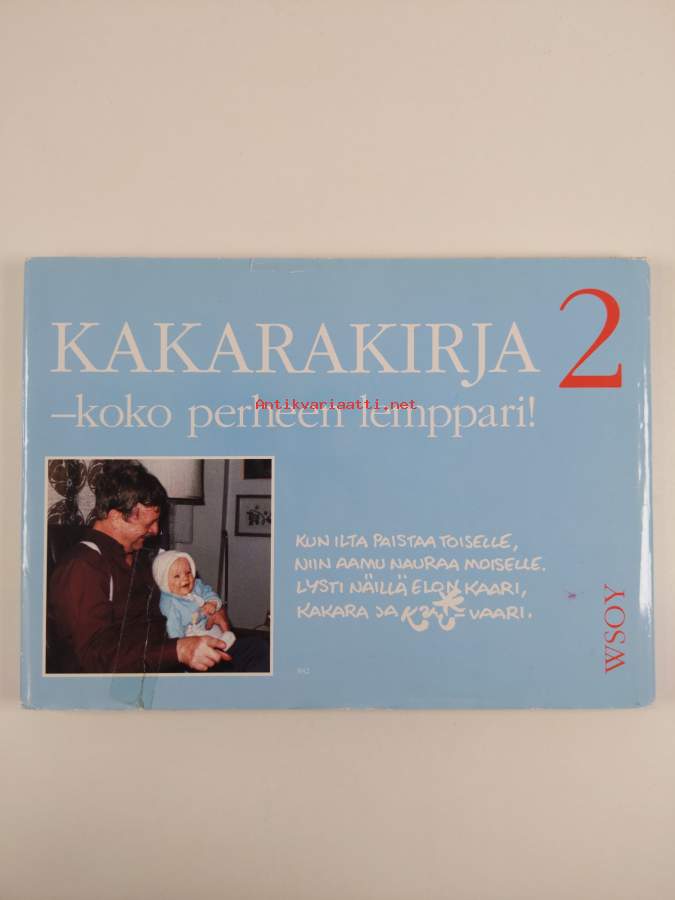 KAKARAKIRJA 2
–koko perheen lemppari!
Antikvariaatti.net
KUN ILTA PAISTAA TOISELLE,
NIIN AAMU NAURAA MOISELLE.
LYSTI NÄILLÄ ELON KAARI,
KAKARA JA VAARI.
WSOY